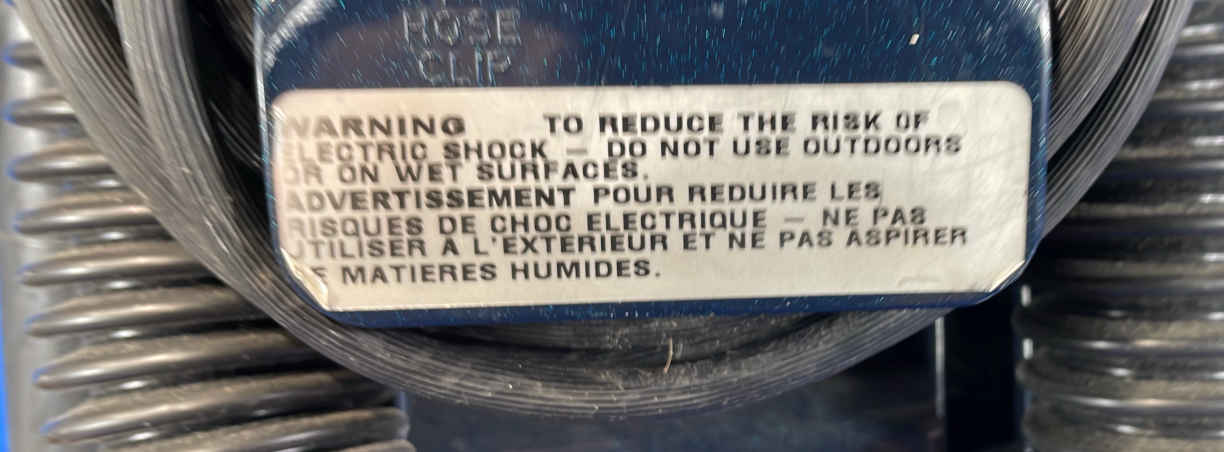 HOSE
CLIP
WARNING TO REDUCE THE RISK OF
ELECTRIC SHOCK — DO NOT USE OUTDOORS
OR ON WET SURFACES.
ADVERTISSEMENT POUR REDUIRE LES
RISQUES DE CHOC ELECTRIQUE — NE PAS
UTILISER A L'EXTERIEUR ET NE PAS ASPIRER
DE MATIERES HUMIDES.